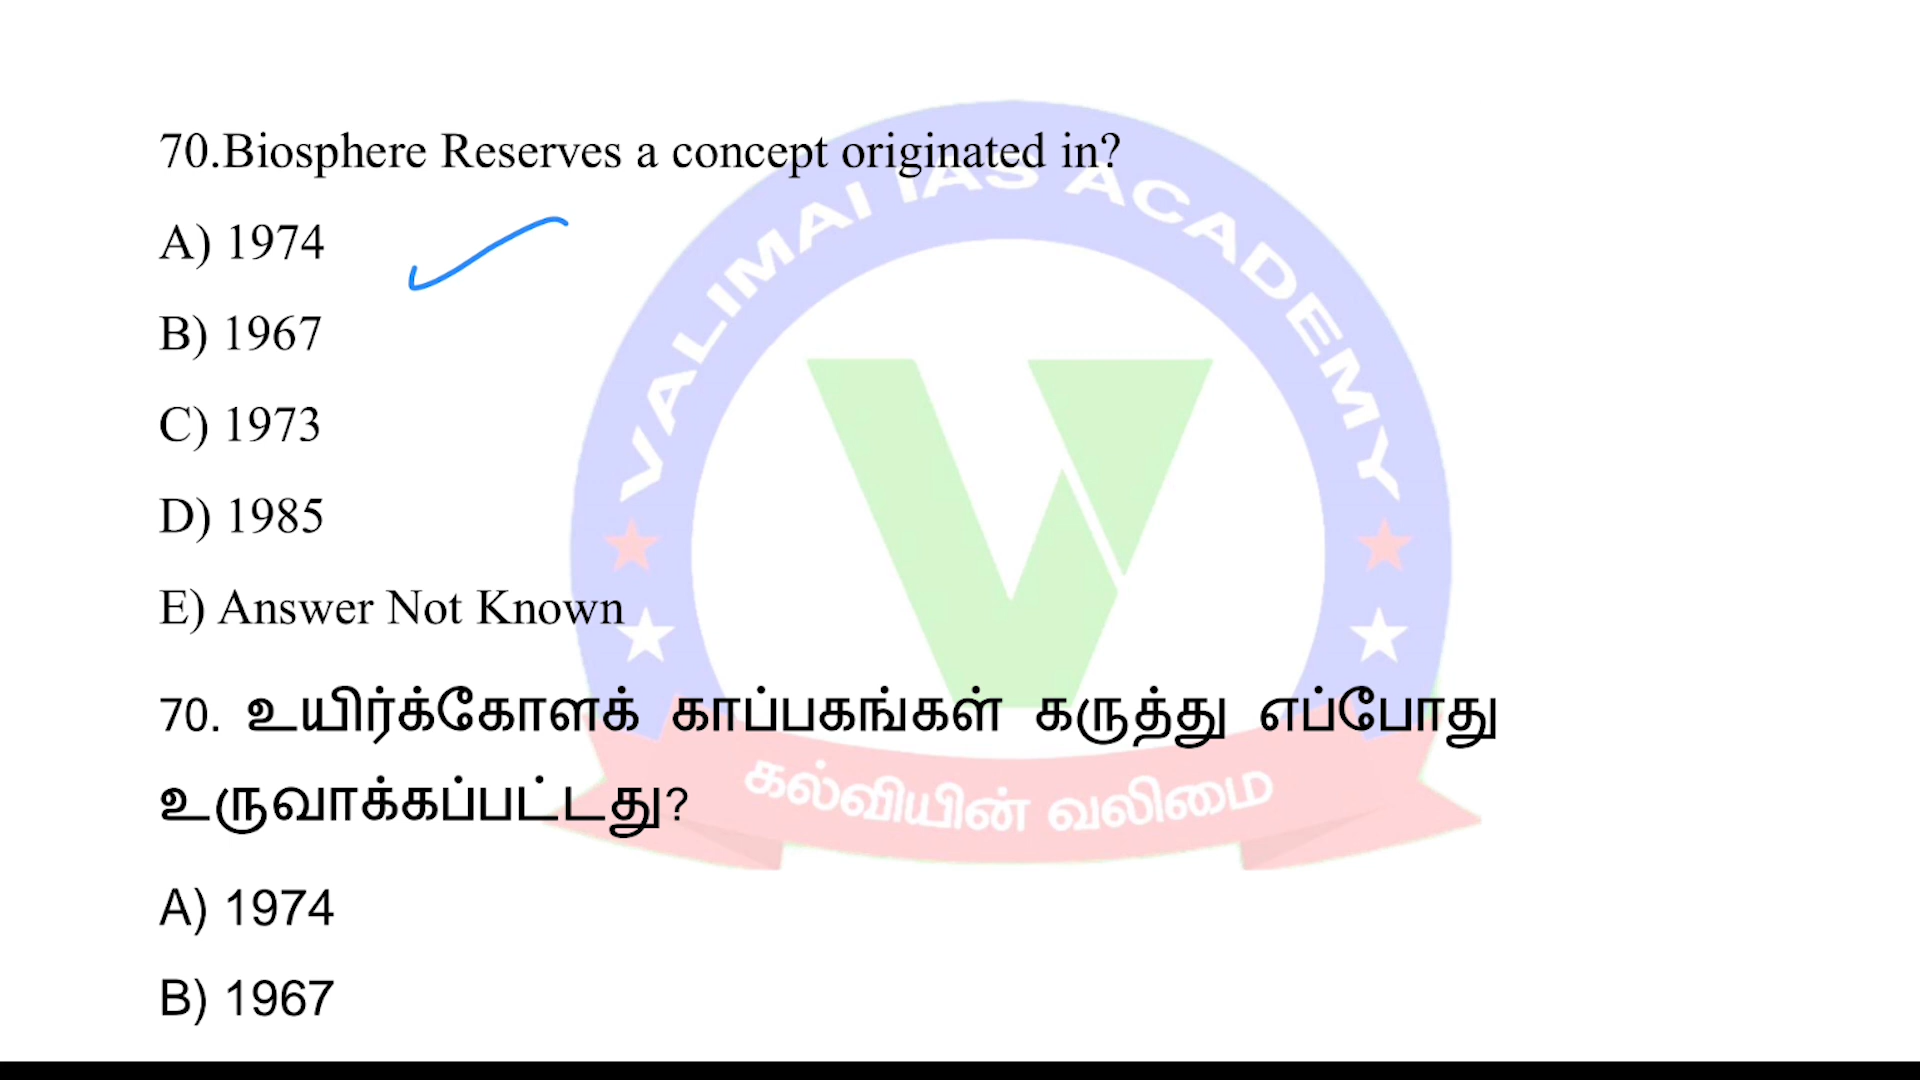 VALIMAI IAS ACADEMY
70.Biosphere Reserves a concept originated in?
A) 1974
B) 1967
C) 1973
D) 1985
E) Answer Not Known
70. உயிர்க்கோளக் காப்பகங்கள் கருத்து எப்போது
உருவாக்கப்பட்டது?
கல்வியின் வலிமை
A) 1974
B) 1967